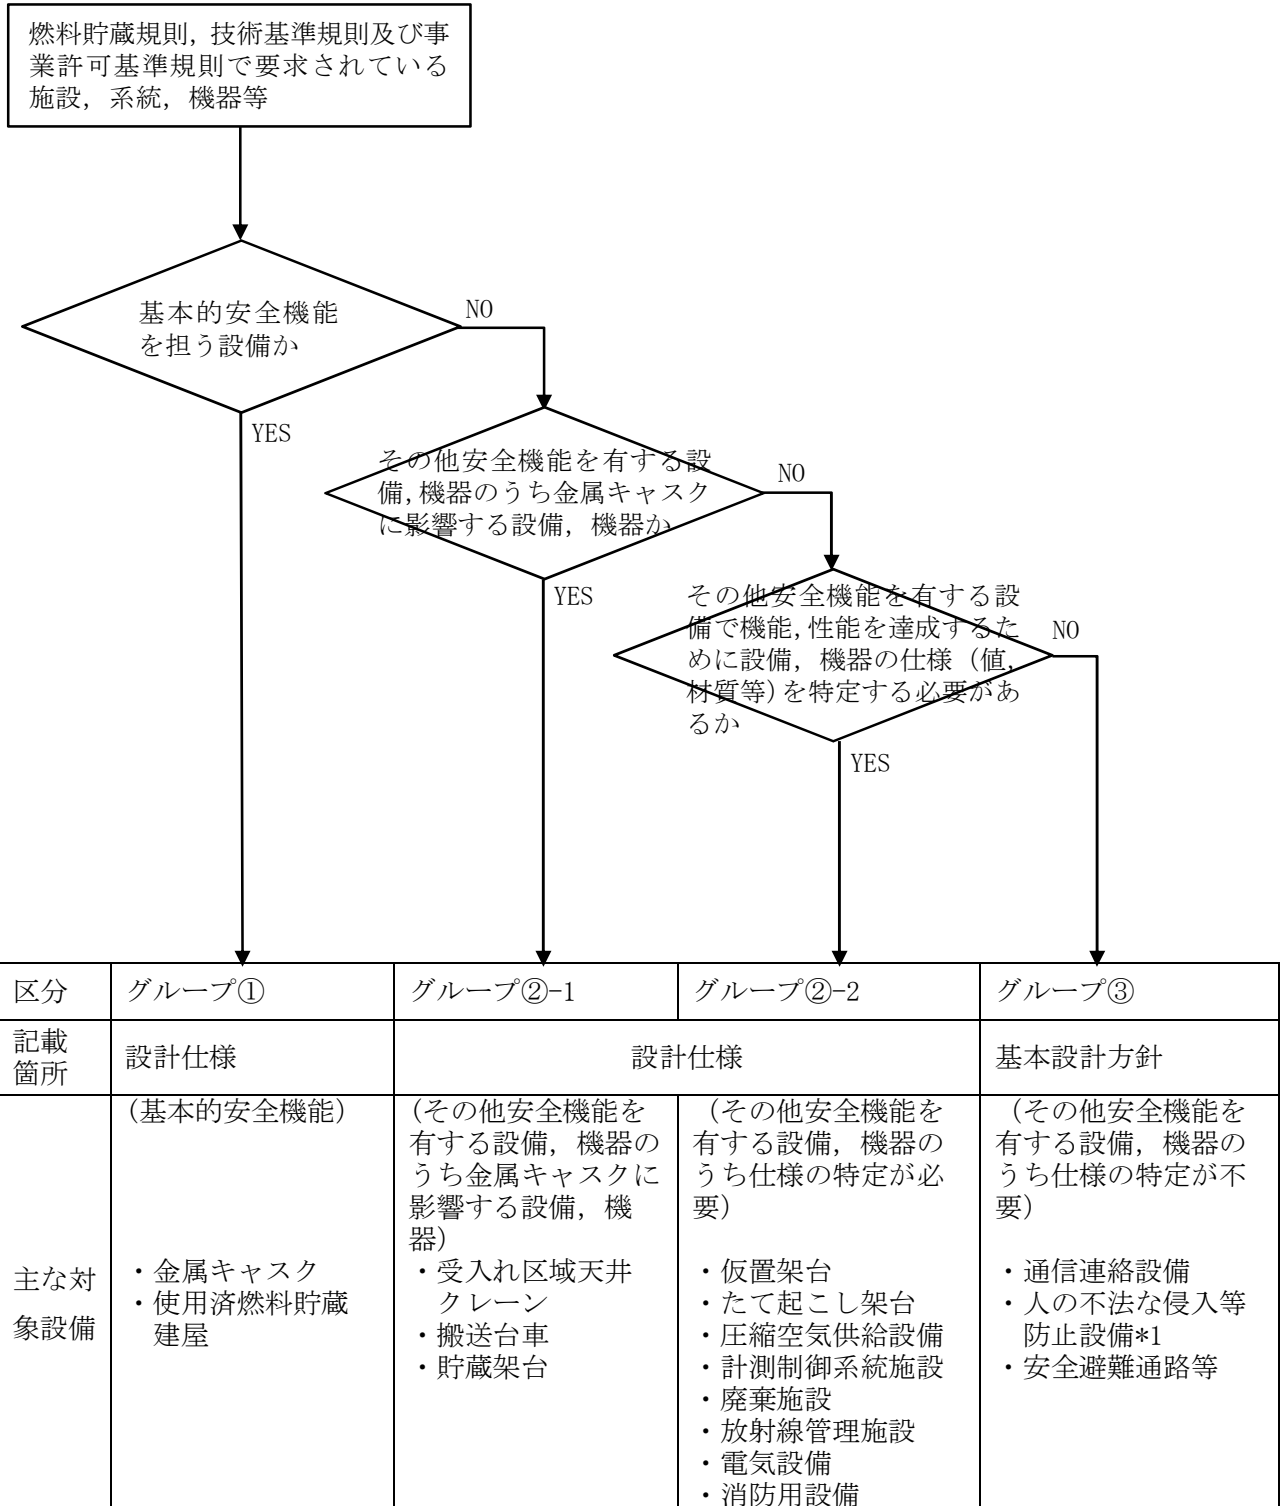 燃料貯蔵規則，技術基準規則及び事
業許可基準規則で要求されている
施設，系統，機器等
基本的安全機能
を担う設備か
NO
YES
その他安全機能を有する設
備，機器のうち金属キャスク
に影響する設備，機器か
NO
YES
その他安全機能を有する設
備で機能，性能を達成するた
めに設備，機器の仕様（値，
材質等）を特定する必要があ
るか
NO
YES
区分
グループ①
グループ②-1
グループ②-2
グループ③
記載
箇所
設計仕様
設計仕様
基本設計方針
主な対
象設備
（基本的安全機能）
・金属キャスク
・使用済燃料貯蔵
建屋
（その他安全機能を
有する設備，機器の
うち金属キャスクに
影響する設備，機
器）
・受入れ区域天井
クレーン
・搬送台車
・貯蔵架台
（その他安全機能を
有する設備，機器の
うち仕様の特定が必
要）
・仮置架台
・たて起こし架台
・圧縮空気供給設備
・計測制御系統施設
・廃棄施設
・放射線管理施設
・電気設備
・消防用設備
（その他安全機能を
有する設備，機器の
うち仕様の特定が不
要）
・通信連絡設備
・人の不法な侵入等
防止設備*1
・安全避難通路等